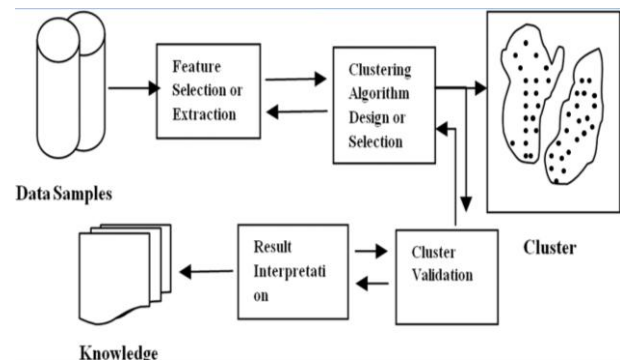 Feature
Selection or
Extraction
Clustering
Algorithm
Design or
Selection
Data Samples
Cluster
Result
Interpretati
on
Cluster
Validation
Knowledge